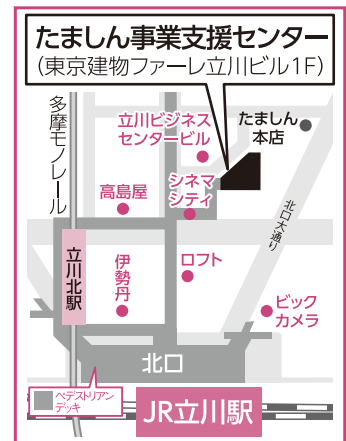 たましん事業支援センター
(東京建物ファーレ立川ビル1F)
多摩モノレール
立川ビジネス
センタービル
たましん
本店
高島屋
シネマ
シティ
北口大通り
立川北駅
伊勢丹
ロフト
ビック
カメラ
北口
ペデストリアン
デッキ
JR立川駅